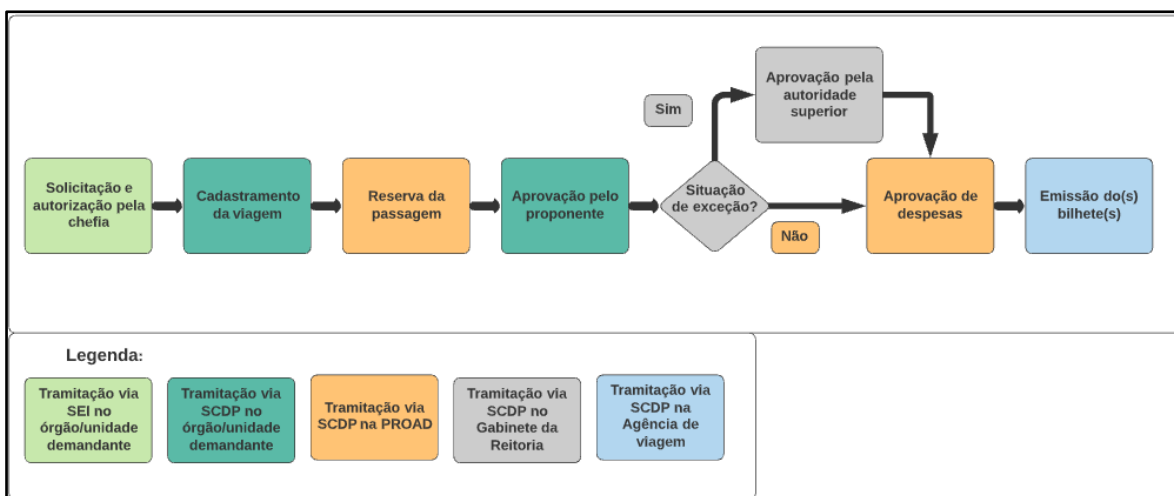 Solicitação e
autorização pela
chefia
Cadastramento
da viagem
Reserva da
passagem
Aprovação pelo
proponente
Situação
de exceção?
Sim
Aprovação pela
autoridade
superior
Não
Aprovação de
despesas
Emissão do(s)
bilhete(s)
Legenda:
Tramitação via
SEI no
órgão/unidade
demandante
Tramitação via
SCDP no
órgão/unidade
demandante
Tramitação via
SCDP na PROAD
Tramitação via
SCDP no
Gabinete da
Reitoria
Tramitação via
SCDP na
Agência de
viagem